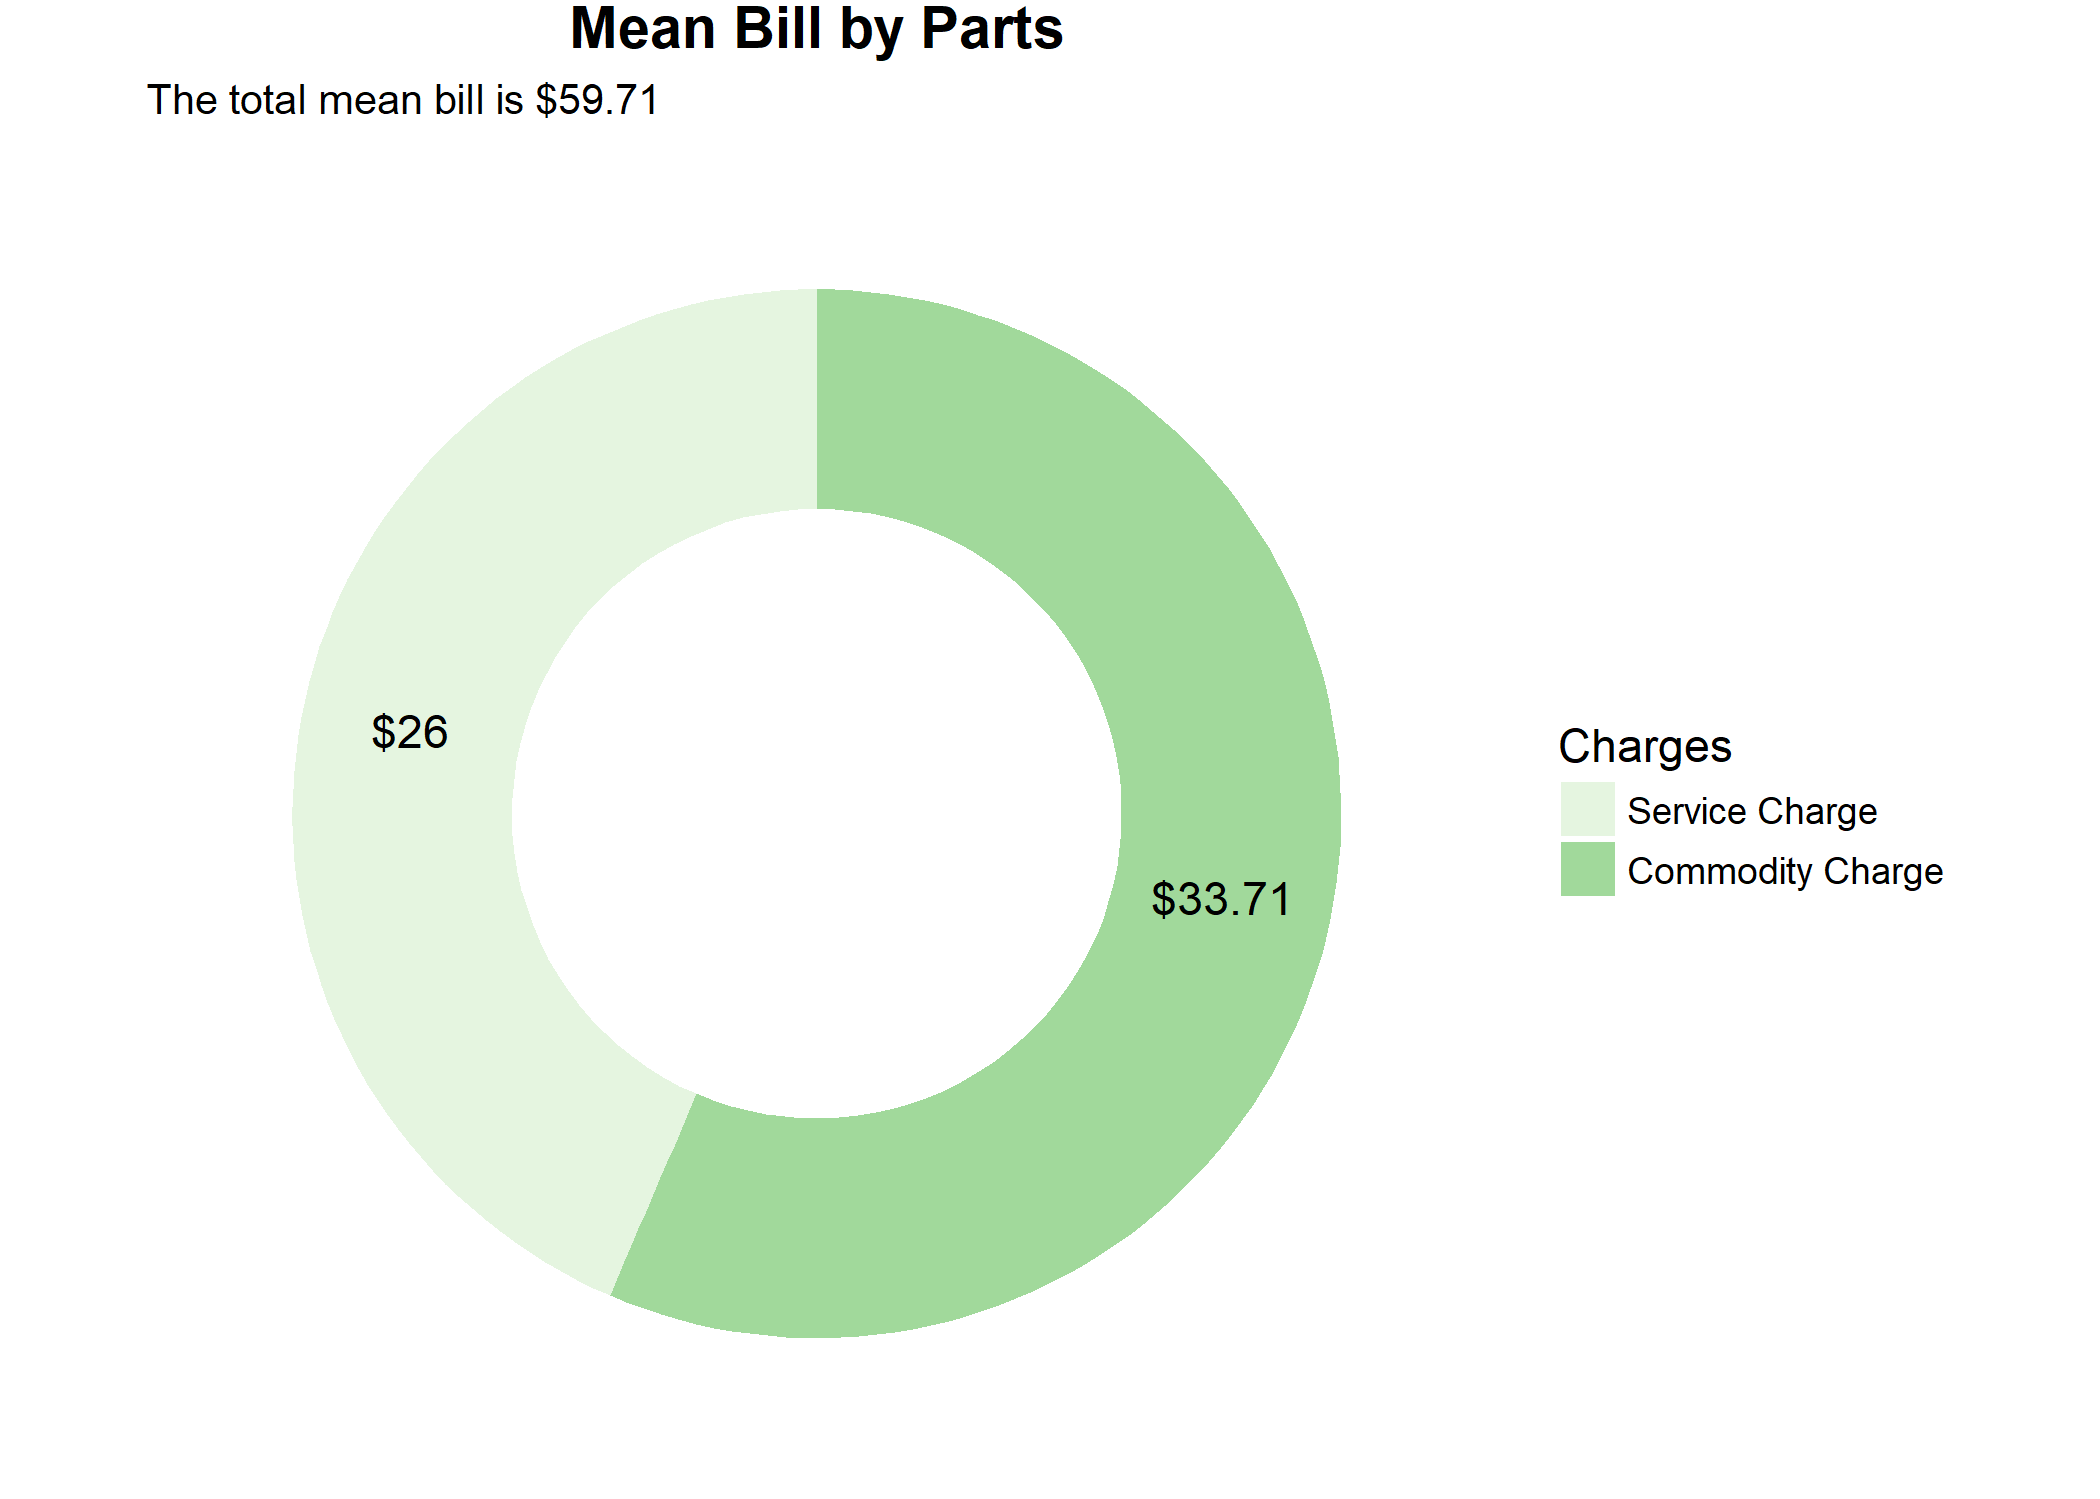 Mean Bill by Parts
The total mean bill is $59.71
$26
$33.71
Charges
Service Charge
Commodity Charge